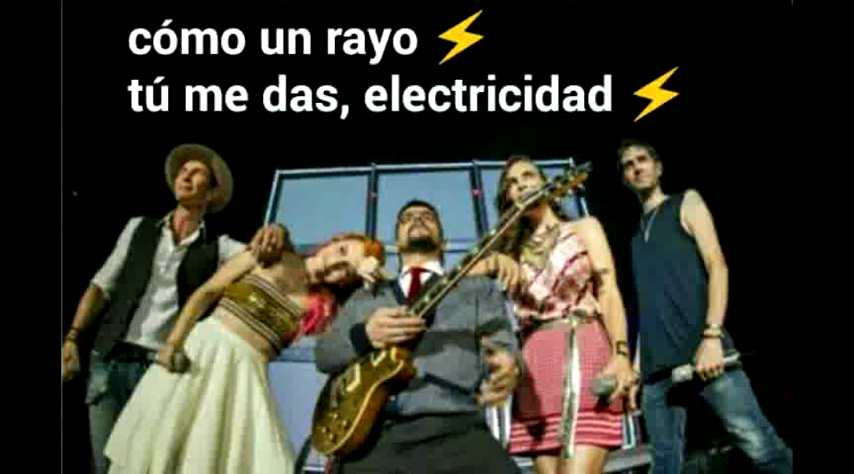 cómo un rayo ⚡
tú me das, electricidad ⚡